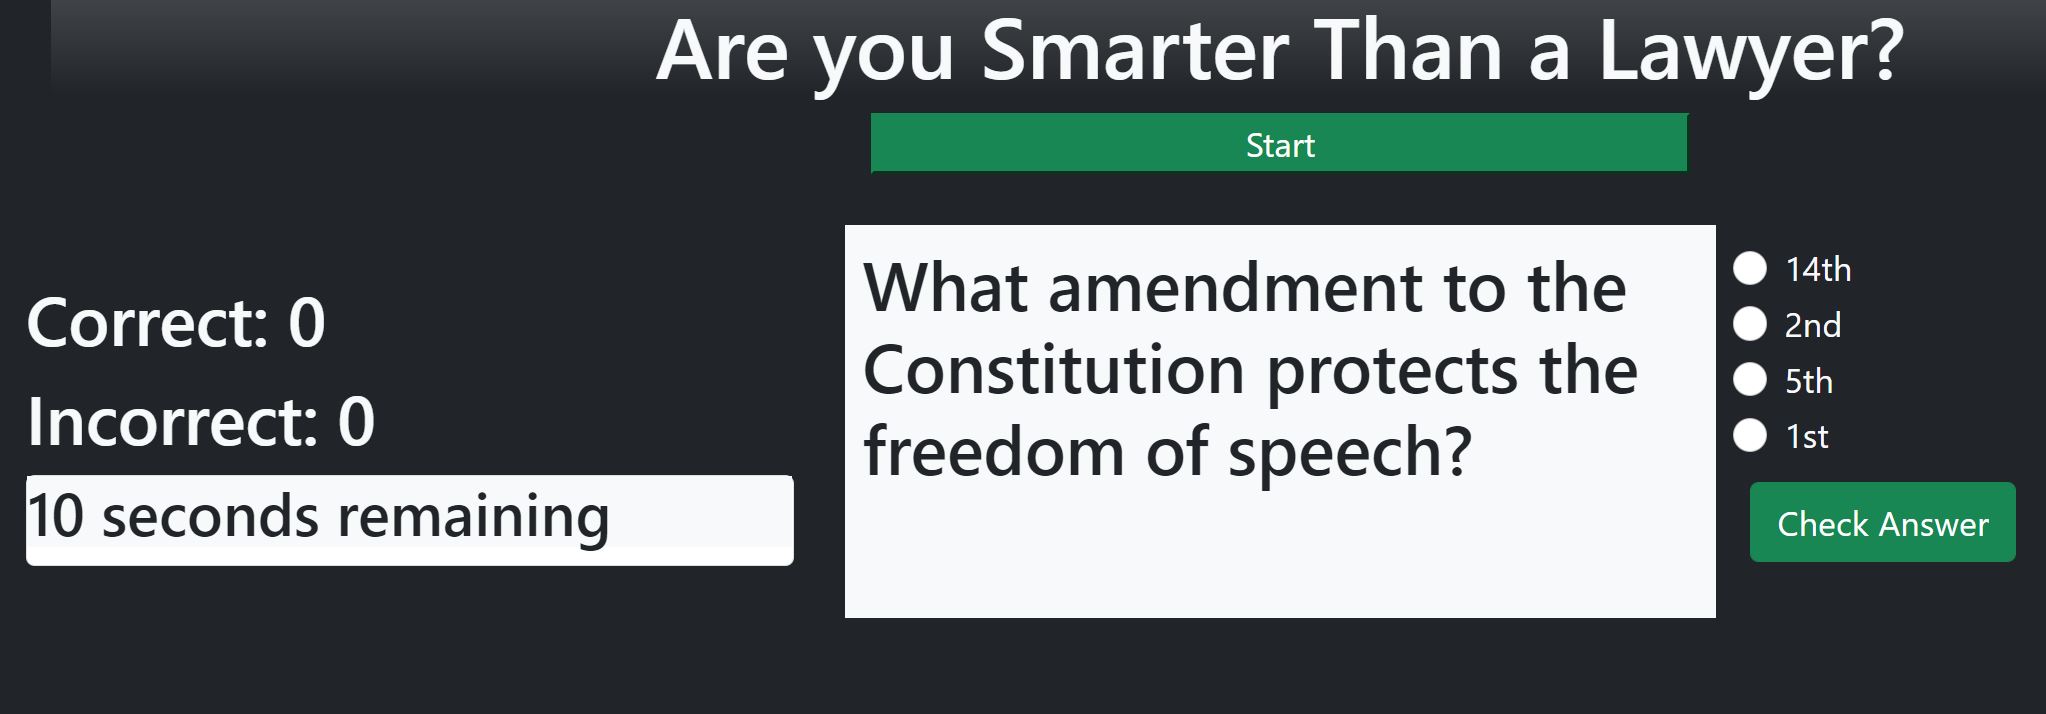 Are you Smarter Than a Lawyer?
Start
Correct: 0
Incorrect: 0
10 seconds remaining
What amendment to the
Constitution protects the
freedom of speech?
14th
2nd
5th
1st
Check Answer